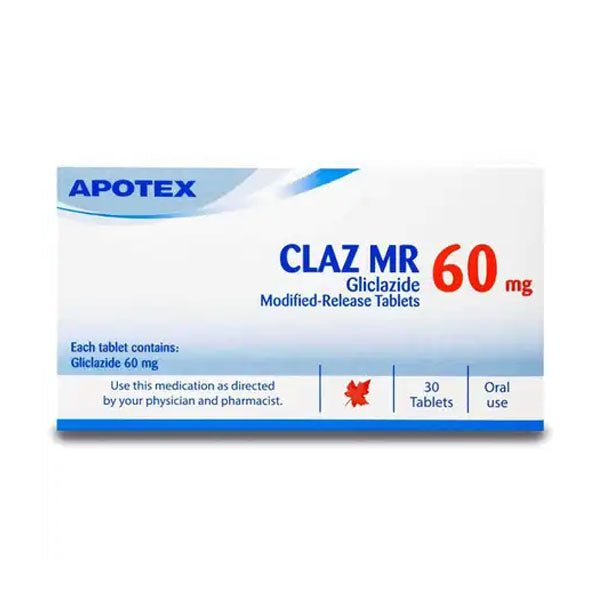 APOTEX
CLAZ MR 60 mg
Gliclazide
Modified-Release Tablets
Each tablet contains:
Gliclazide 60 mg
Use this medication as directed
by your physician and pharmacist.
30
Tablets
Oral
use